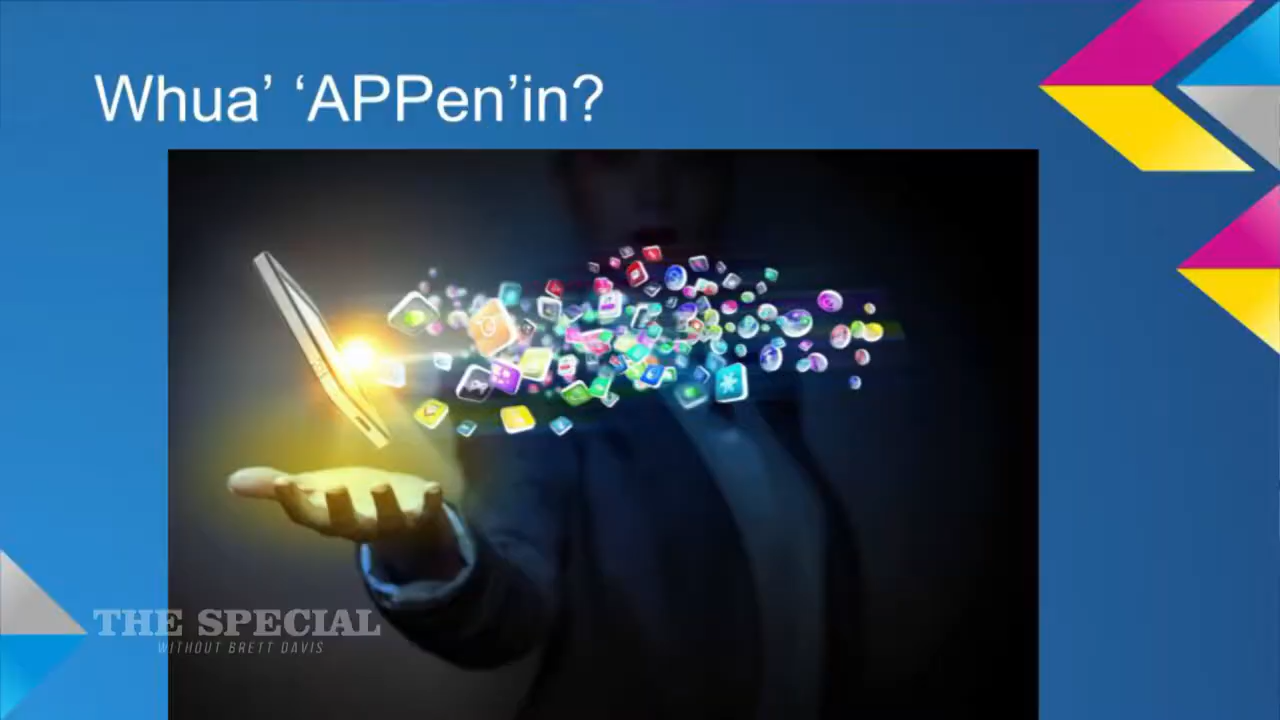 Whua’ ‘APPen’in?
THE SPECIAL
WITHOUT BRETT DAVIS